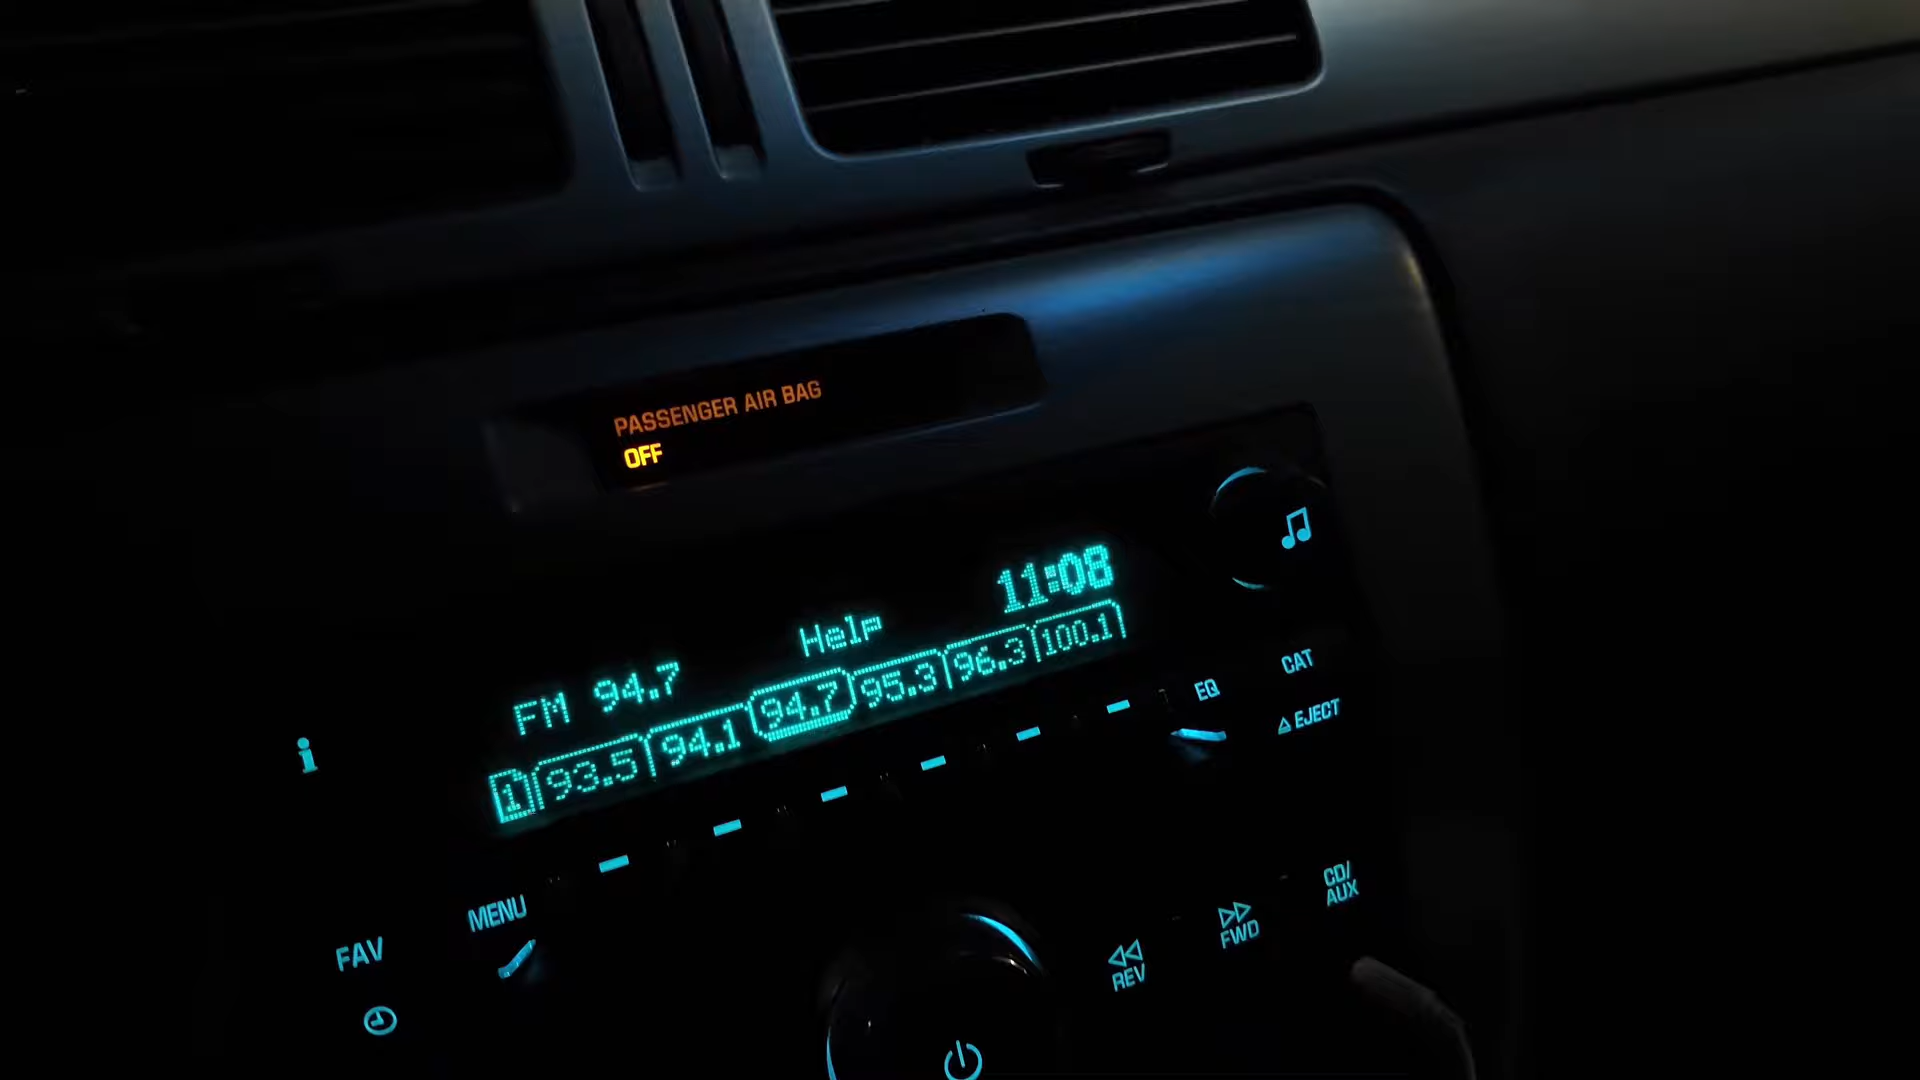 PASSENGER AIR BAG
OFF
11:08
Help
FM 94.7
1 93.5 94.1 94.7 95.3 96.3 100.1
EQ
CAT
EJECT
MENU
FAV
REV
FWD
CD/
AUX